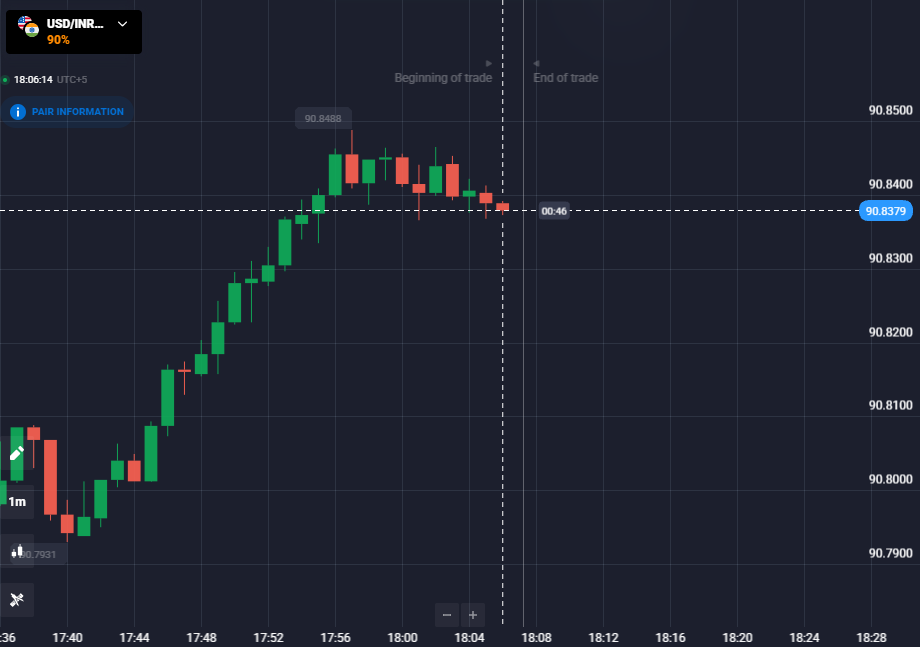 USD/INR...
90%
18:06:14 UTC+5
Beginning of trade
End of trade
PAIR INFORMATION
90.8500
90.8488
90.8400
00:46
90.8379
90.8300
90.8200
90.8100
90.8000
1m
90.7931
90.7900
:36 17:40 17:44 17:48 17:52 17:56 18:00 18:04 18:08 18:12 18:16 18:20 18:24 18:28